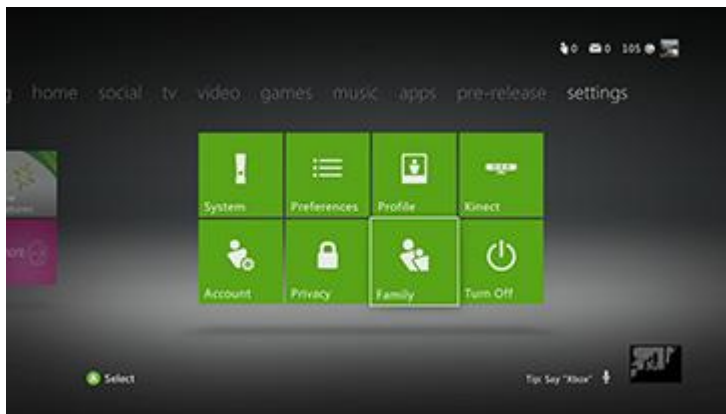 0 0 105 G
home social tv video games music apps pre-release settings
System Preferences Profile Kinect
Account Privacy Family Turn Off
A Select
Tip: Say "Xbox"